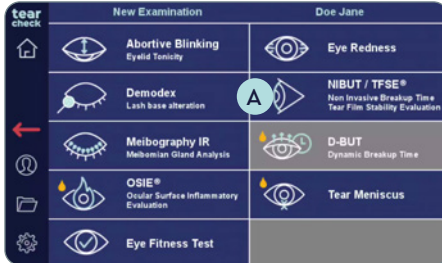 tear
check
New Examination
Doe Jane
Abortive Blinking
Eyelid Tonicity
Eye Redness
Demodex
Lash base alteration
A
NIBUT / TFSE®
Non Invasive Breakup Time
Tear Film Stability Evaluation
Meibography IR
Meibomian Gland Analysis
D-BUT
Dynamic Breakup Time
OSIE®
Ocular Surface Inflammatory
Evaluation
Tear Meniscus
Eye Fitness Test